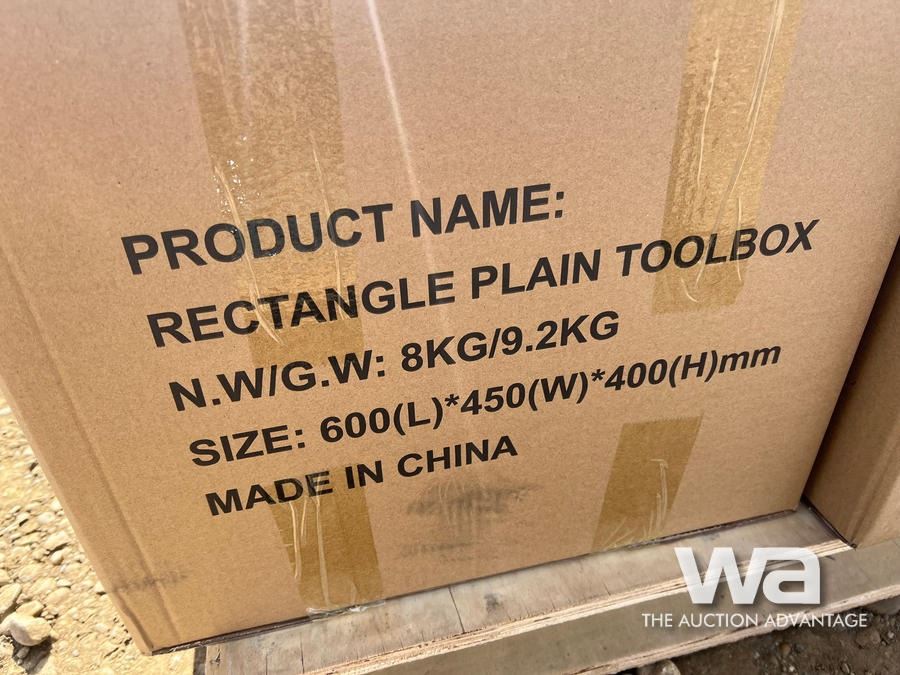 PRODUCT NAME:
RECTANGLE PLAIN TOOLBOX
N.W/G.W: 8KG/9.2KG
SIZE: 600(L)*450(W)*400(H)mm
MADE IN CHINA
wa
THE AUCTION ADVANTAGE